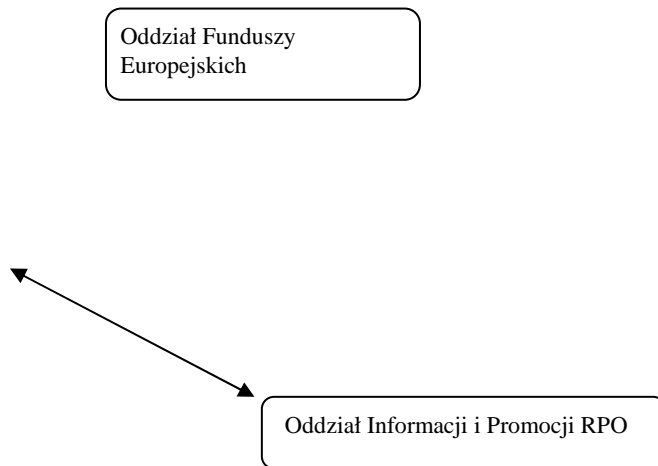 Oddział Funduszy
Europejskich
Oddział Informacji i Promocji RPO